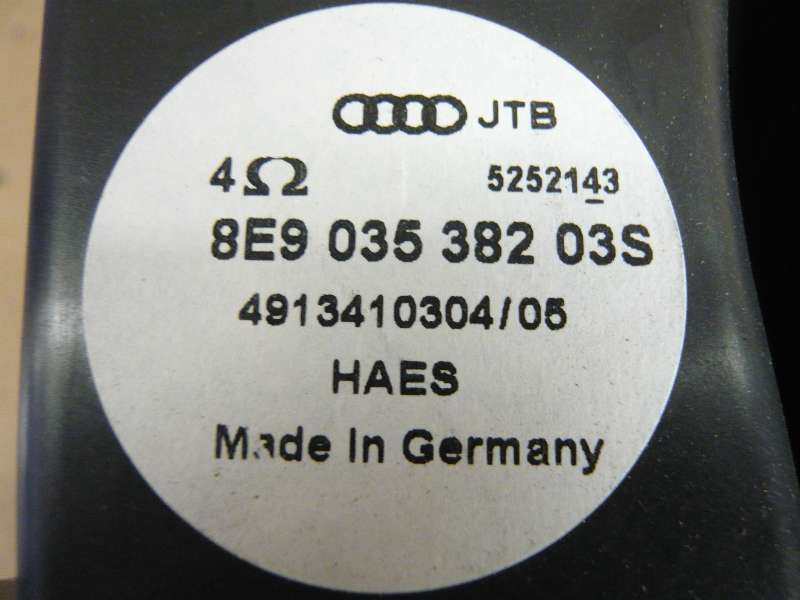 JTB
4Ω 5252143
8E9 035 382 03S
4913410304/05
HAES
Made In Germany